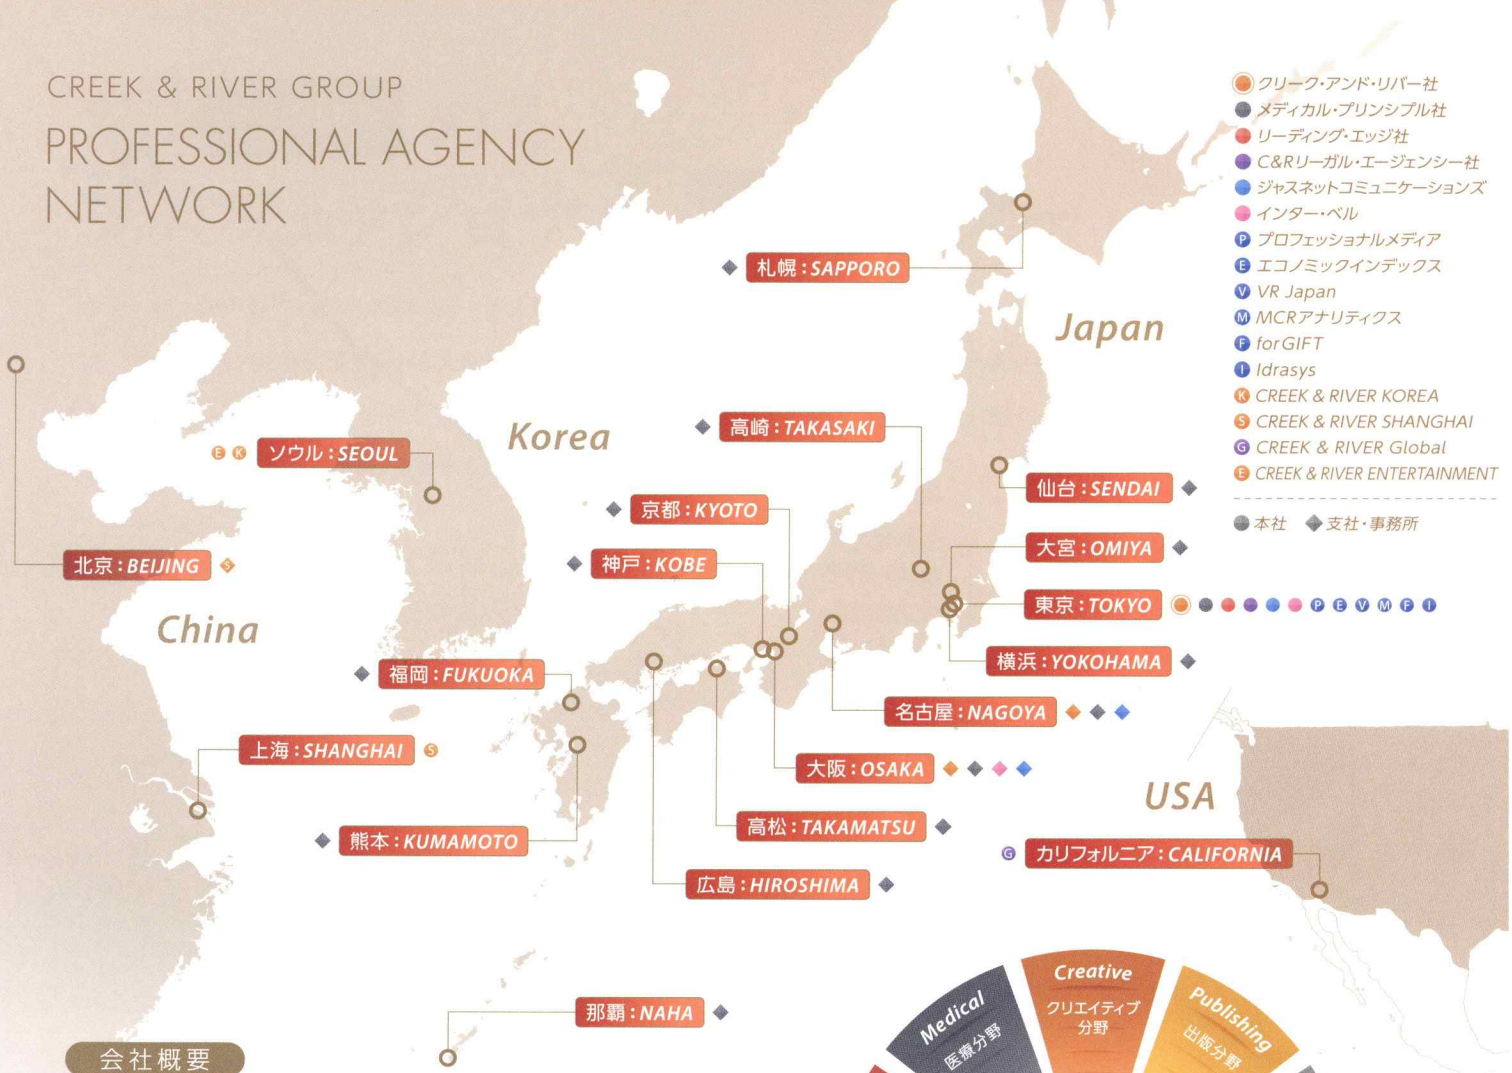 CREEK & RIVER GROUP
PROFESSIONAL AGENCY
NETWORK
クリーク・アンド・リバー社
メディカル・プリンシプル社
リーディング・エッジ社
C&Rリーガル・エージェンシー社
ジャスネットコミュニケーションズ
インター・ベル
P プロフェッショナルメディア
E エコノミックインデックス
V VR Japan
M MCRアナリティクス
F forGIFT
I Idrasys
K CREEK & RIVER KOREA
S CREEK & RIVER SHANGHAI
G CREEK & RIVER Global
E CREEK & RIVER ENTERTAINMENT
本社 支社・事務所
札幌:SAPPORO
Japan
高崎:TAKASAKI
Korea
E K ソウル:SEOUL
仙台:SENDAI
京都:KYOTO
大宮:OMIYA
神戸:KOBE
北京:BEIJING S
東京:TOKYO P E V M F I
China
横浜:YOKOHAMA
福岡:FUKUOKA
名古屋:NAGOYA
上海:SHANGHAI S
大阪:OSAKA
USA
高松:TAKAMATSU
熊本:KUMAMOTO
G カリフォルニア:CALIFORNIA
広島:HIROSHIMA
那覇:NAHA
Medical
医療分野
Creative
クリエイティブ
分野
Publishing
出版分野
会社概要